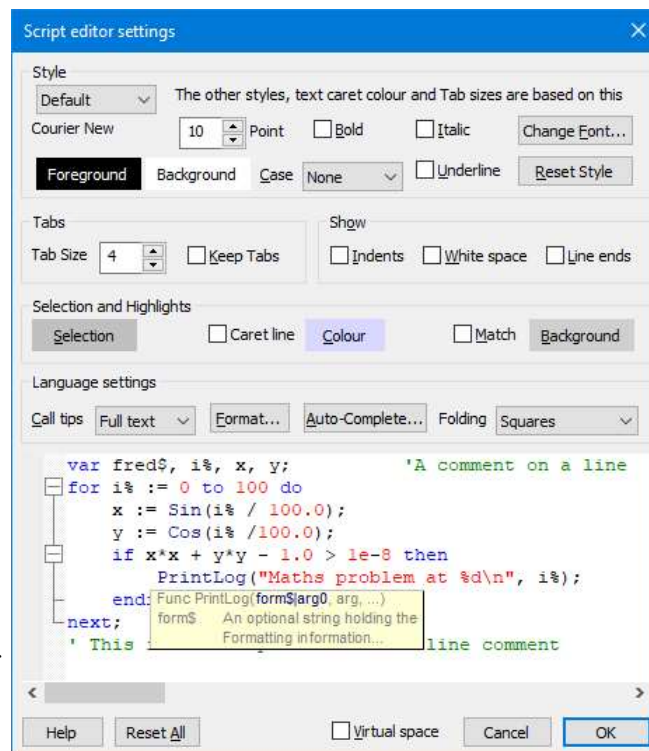 Script editor settings
Style
Default The other styles, text caret colour and Tab sizes are based on this
Courier New 10 Point Bold Italic Change Font...
Foreground Background Case None Underline Reset Style
Tabs Show
Tab Size 4 Keep Tabs Indents White space Line ends
Selection and Highlights
Selection Caret line Colour Match Background
Language settings
Call tips Full text Format... Auto-Complete... Folding Squares
var fred$, i%, x, y; 'A comment on a line
for i% := 0 to 100 do
x := Sin(i% / 100.0);
y := Cos(i% /100.0);
if x*x + y*y - 1.0 > 1e-8 then
PrintLog("Maths problem at %d\n", i%);
end
Func PrintLog(form$|arg0, arg, ...)
next;
form$ An optional string holding the
Formatting information...
' This line comment
Help Reset All Virtual space Cancel OK